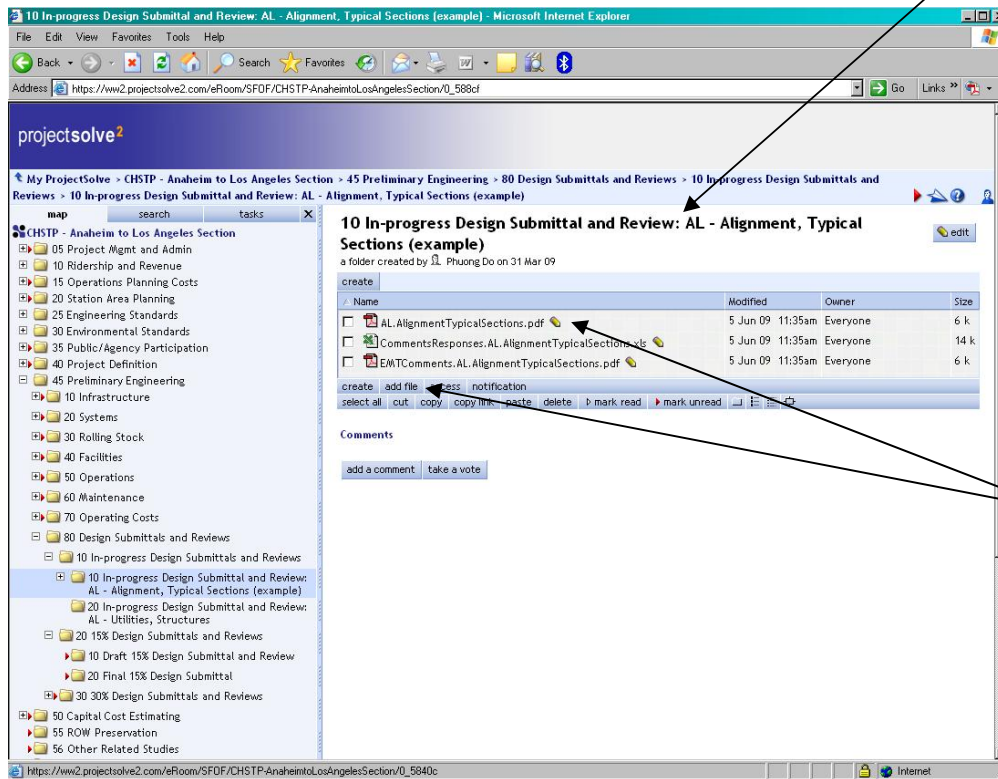 10 In-progress Design Submittal and Review: AL - Alignment, Typical Sections (example) - Microsoft Internet Explorer
File Edit View Favorites Tools Help
Back Search Favorites
Address https://ww2.projectsolve2.com/eRoom/SFOF/CHSTP-AnaheimtoLosAngelesSection/0_588cf Go Links »
projectsolve2
My ProjectSolve > CHSTP - Anaheim to Los Angeles Section > 45 Preliminary Engineering > 80 Design Submittals and Reviews > 10 In-progress Design Submittals and
Reviews > 10 In-progress Design Submittal and Review: AL - Alignment, Typical Sections (example)
map search tasks X
CHSTP - Anaheim to Los Angeles Section
05 Project Mgmt and Admin
10 Ridership and Revenue
15 Operations Planning Costs
20 Station Area Planning
25 Engineering Standards
30 Environmental Standards
35 Public/Agency Participation
40 Project Definition
45 Preliminary Engineering
10 Infrastructure
20 Systems
30 Rolling Stock
40 Facilities
50 Operations
60 Maintenance
70 Operating Costs
80 Design Submittals and Reviews
10 In-progress Design Submittals and Reviews
10 In-progress Design Submittal and Review:
AL - Alignment, Typical Sections (example)
20 In-progress Design Submittal and Review:
AL - Utilities, Structures
20 15% Design Submittals and Reviews
10 Draft 15% Design Submittal and Review
20 Final 15% Design Submittal
30 30% Design Submittals and Reviews
50 Capital Cost Estimating
55 ROW Preservation
56 Other Related Studies
10 In-progress Design Submittal and Review: AL - Alignment, Typical
Sections (example)
edit
a folder created by Phuong Do on 31 Mar 09
create
Name Modified Owner Size
AL.AlignmentTypicalSections.pdf 5 Jun 09 11:35am Everyone 6 k
CommentsResponses.AL.AlignmentTypicalSections.xls 5 Jun 09 11:35am Everyone 14 k
EMTComments.AL.AlignmentTypicalSections.pdf 5 Jun 09 11:35am Everyone 6 k
create add file access notification
select all cut copy copy link paste delete mark read mark unread
Comments
add a comment take a vote
https://ww2.projectsolve2.com/eRoom/SFOF/CHSTP-AnaheimtoLosAngelesSection/0_5840c Internet